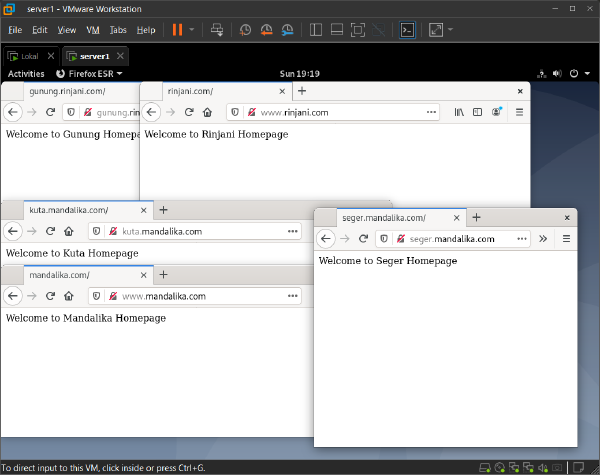 server1 - VMware Workstation
File Edit View VM Tabs Help
Lokal server1
Activities Firefox ESR Sun 19:19
gunung.rinjani.com/
gunung.rin
Welcome to Gunung Homepa
rinjani.com/
www.rinjani.com
Welcome to Rinjani Homepage
kuta.mandalika.com/
kuta.mandalika.com
Welcome to Kuta Homepage
mandalika.com/
www.mandalika.com
Welcome to Mandalika Homepage
seger.mandalika.com/
seger.mandalika.com
Welcome to Seger Homepage
To direct input to this VM, click inside or press Ctrl+G.